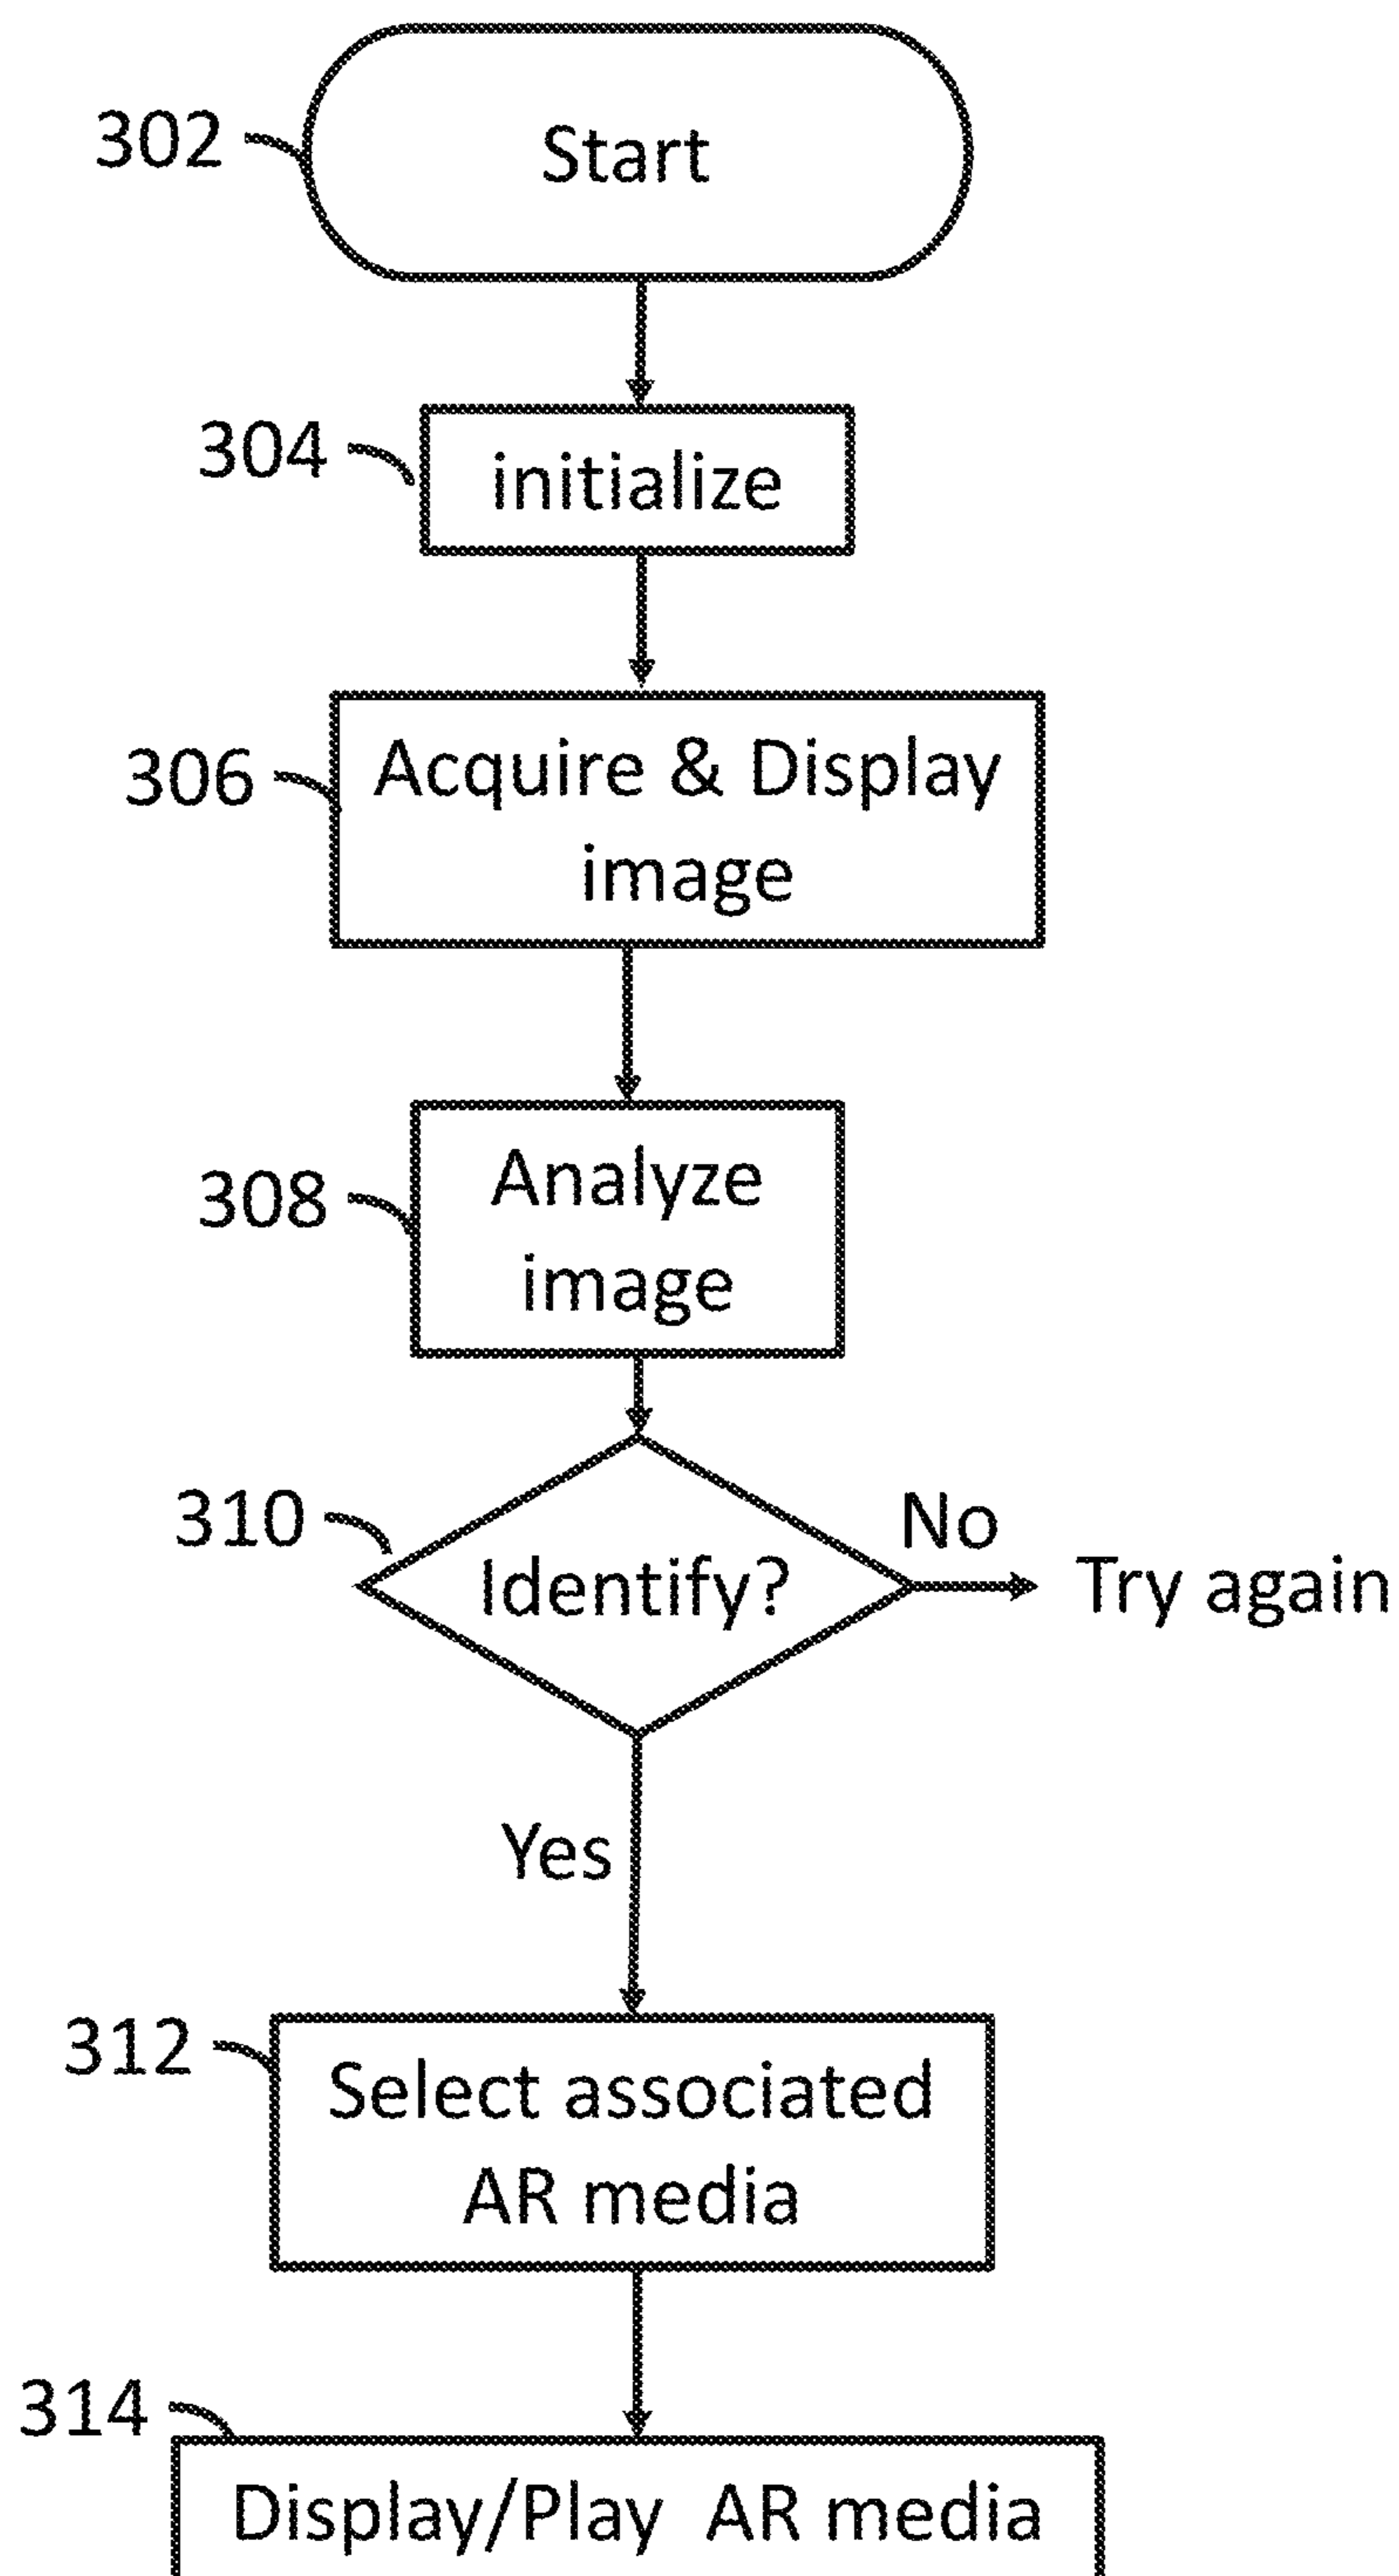 302
Start
304
initialize
306
Acquire & Display
image
308
Analyze
image
310
Identify?
No
Try again
Yes
312
Select associated
AR media
314
Display/Play AR media